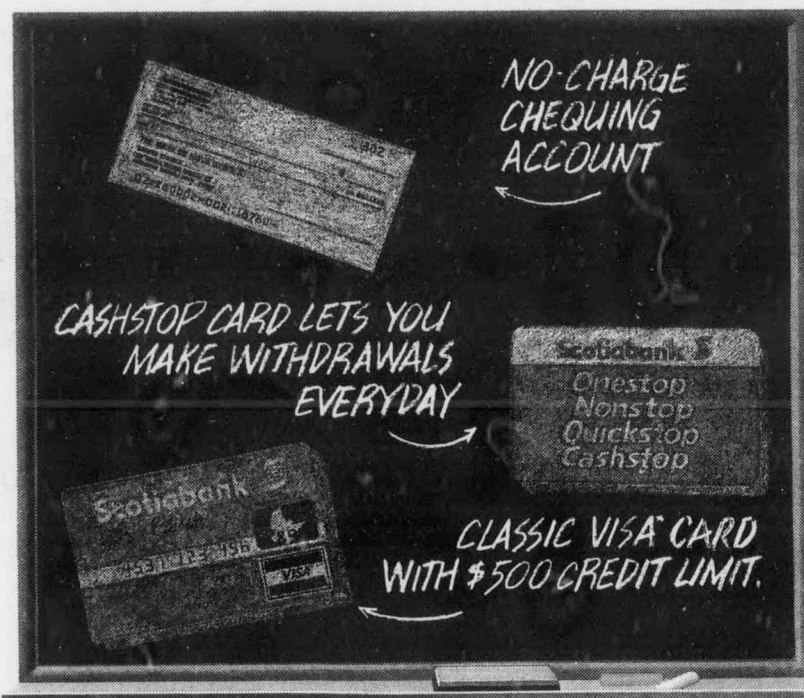 NO-CHARGE
CHEQUING
ACCOUNT
302
CASHSTOP CARD LETS YOU
MAKE WITHDRAWALS
EVERYDAY
Scotiabank S
Onestop
Nonstop
Quickstop
Cashstop
Scotiabank S
VISA
CLASSIC VISA CARD
WITH $500 CREDIT LIMIT.